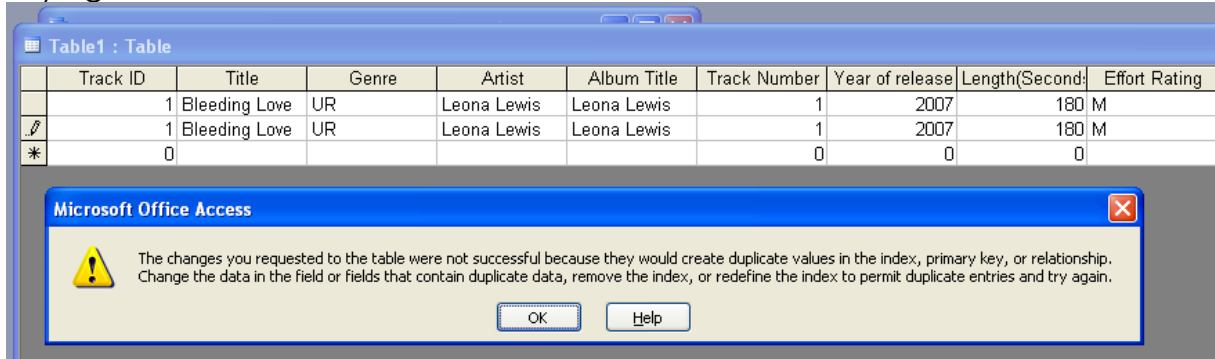 Table1 : Table
Track ID Title Genre Artist Album Title Track Number Year of release Length(Second: Effort Rating
1 Bleeding Love UR Leona Lewis Leona Lewis 1 2007 180 M
1 Bleeding Love UR Leona Lewis Leona Lewis 1 2007 180 M
0 0 0 0
Microsoft Office Access
The changes you requested to the table were not successful because they would create duplicate values in the index, primary key, or relationship.
Change the data in the field or fields that contain duplicate data, remove the index, or redefine the index to permit duplicate entries and try again.
OK Help